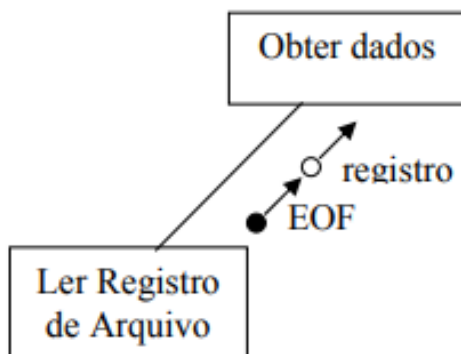 Obter dados
registro
EOF
Ler Registro
de Arquivo